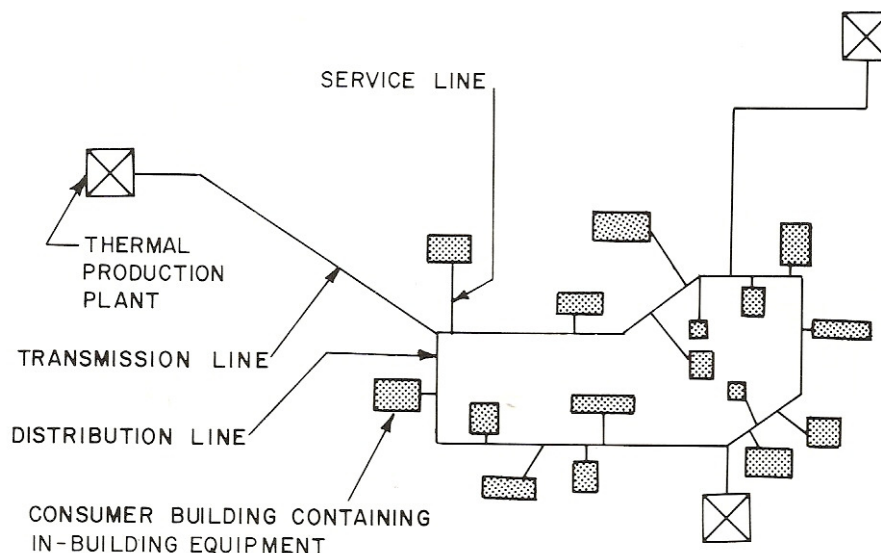 SERVICE LINE
THERMAL
PRODUCTION
PLANT
TRANSMISSION LINE
DISTRIBUTION LINE
CONSUMER BUILDING CONTAINING
IN-BUILDING EQUIPMENT